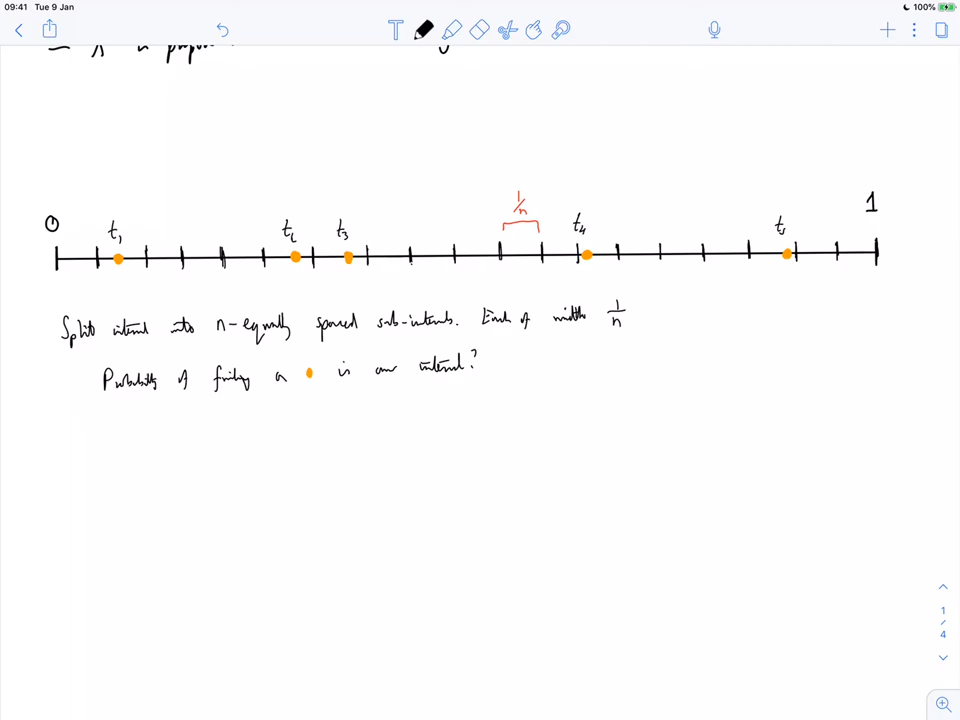 09:41 Tue 9 Jan
100%
T
0 1
t₁ t₂ t₃ 1/n t₄ t₅
Split interval into n-equally spaced sub-intervals. Each of width 1/n
Probability of finding a in an interval?
1
/
4